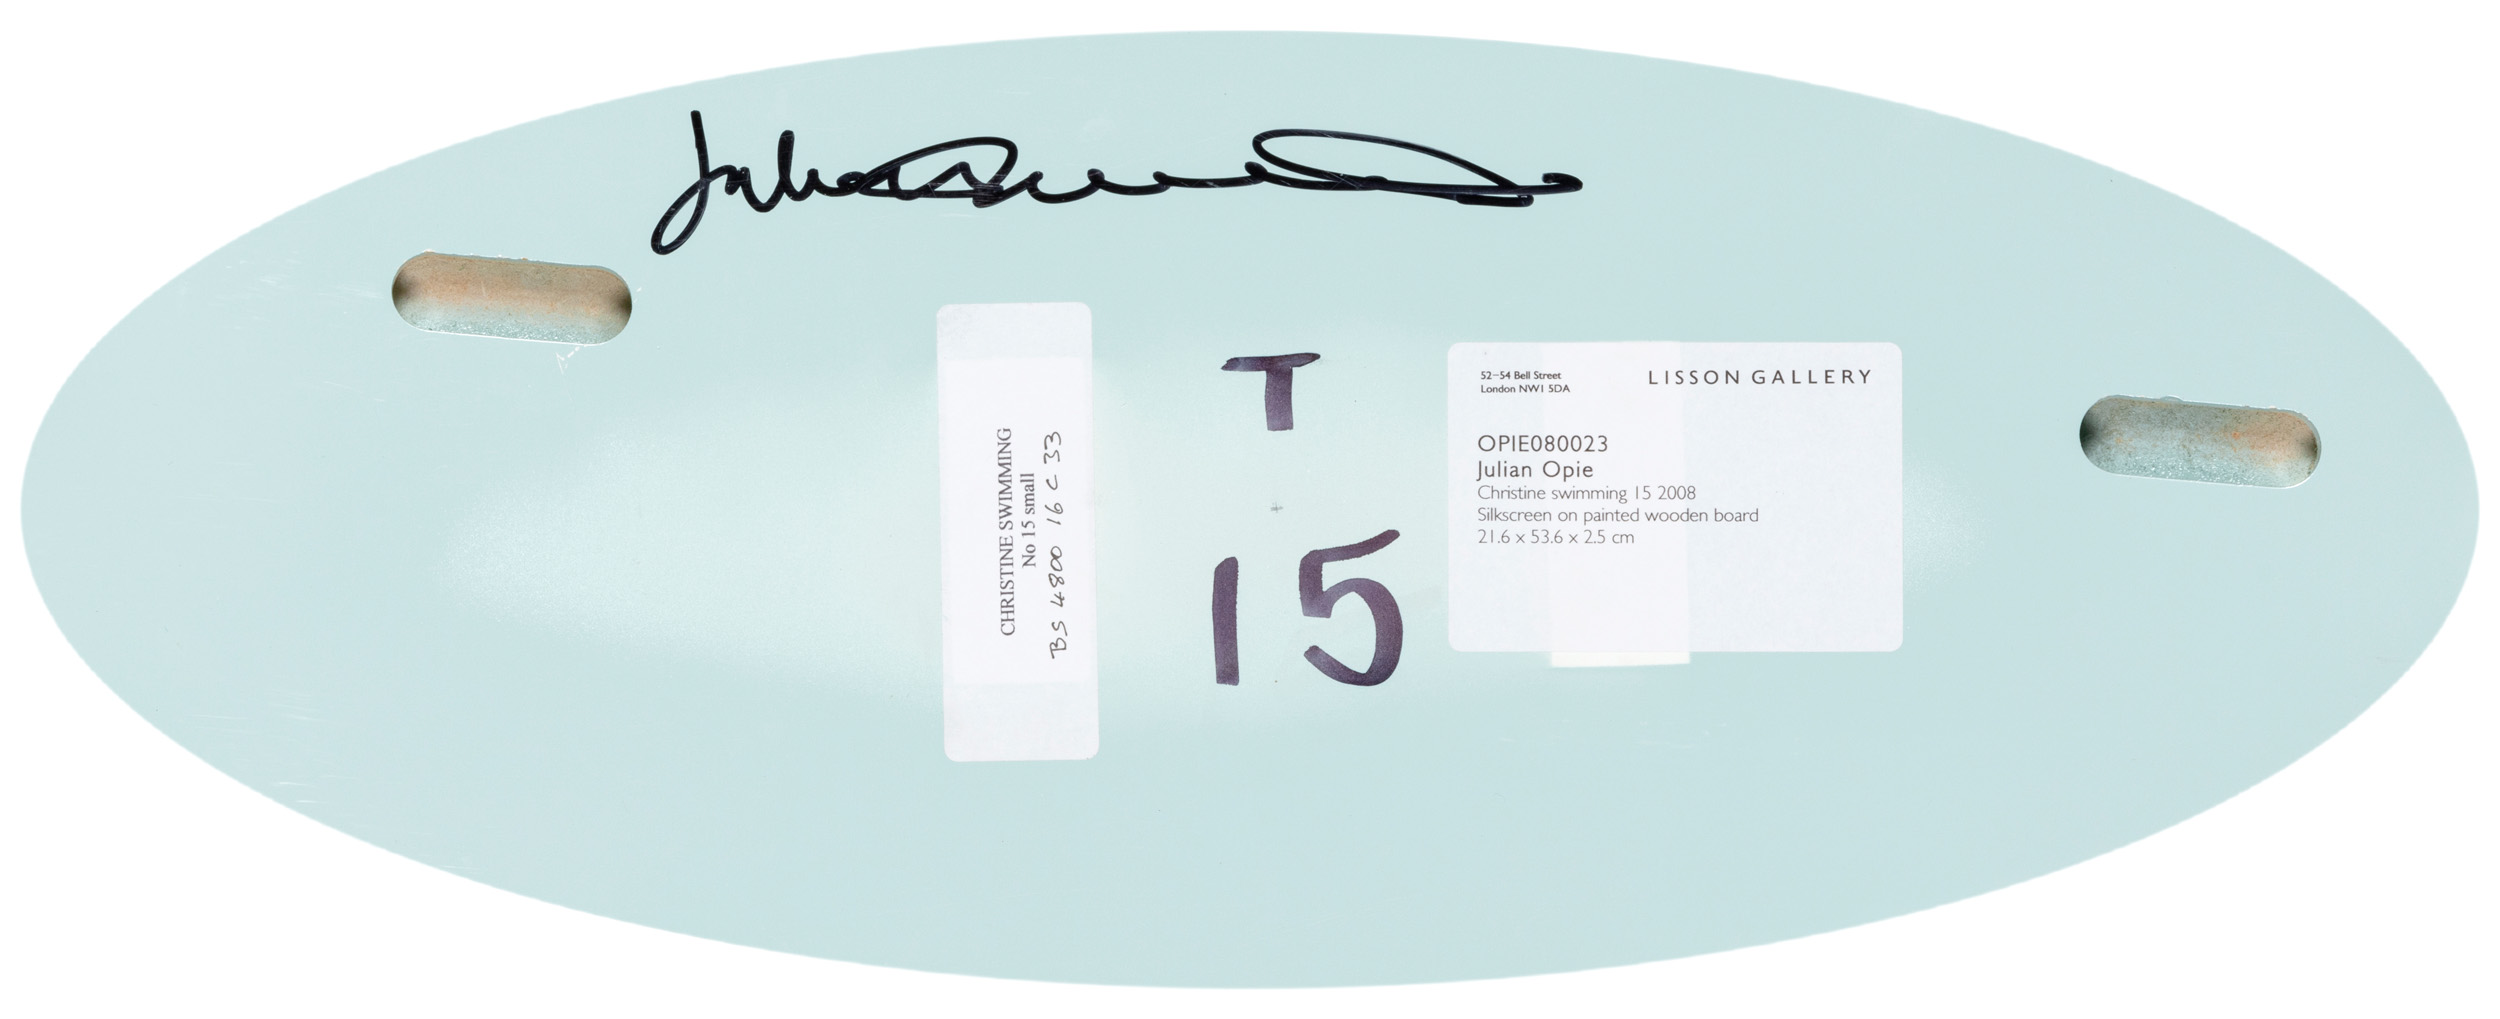 CHRISTINE SWIMMING
No 15 small
BS 4800 16 C 33
T
15
52–54 Bell Street
London NW1 5DA
LISSON GALLERY
OPIE080023
Julian Opie
Christine swimming 15 2008
Silkscreen on painted wooden board
21.6 x 53.6 x 2.5 cm